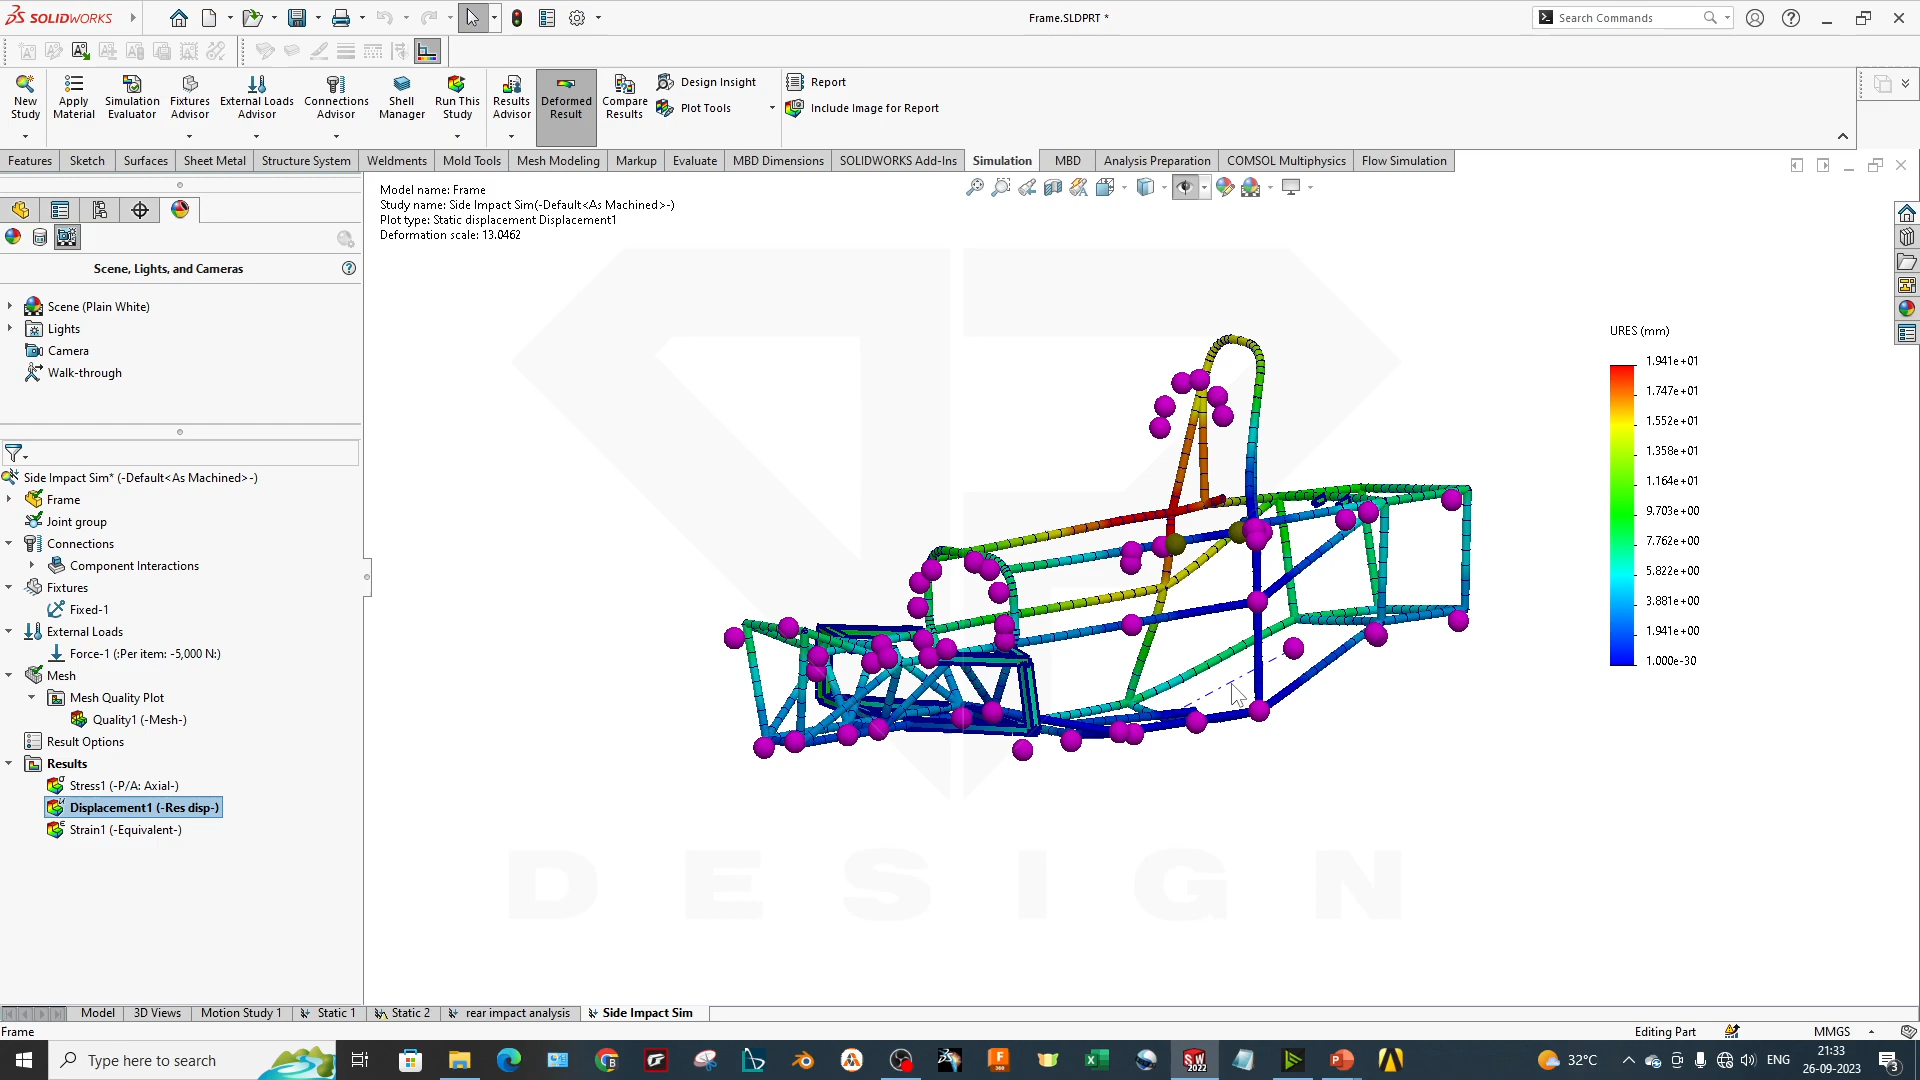 SOLIDWORKS
Frame.SLDPRT *
Search Commands
New Study
Apply Material
Simulation Evaluator
Fixtures Advisor
External Loads Advisor
Connections Advisor
Shell Manager
Run This Study
Results Advisor
Deformed Result
Compare Results
Design Insight
Plot Tools
Report
Include Image for Report
Features
Sketch
Surfaces
Sheet Metal
Structure System
Weldments
Mold Tools
Mesh Modeling
Markup
Evaluate
MBD Dimensions
SOLIDWORKS Add-Ins
Simulation
MBD
Analysis Preparation
COMSOL Multiphysics
Flow Simulation
Model name: Frame
Study name: Side Impact Sim(-Default<As Machined>-)
Plot type: Static displacement Displacement1
Deformation scale: 13.0462
Scene, Lights, and Cameras
Scene (Plain White)
Lights
Camera
Walk-through
Side Impact Sim* (-Default<As Machined>-)
Frame
Joint group
Connections
Component Interactions
Fixtures
Fixed-1
External Loads
Force-1 (:Per item: -5,000 N:)
Mesh
Mesh Quality Plot
Quality1 (-Mesh-)
Result Options
Results
Stress1 (-P/A: Axial-)
Displacement1 (-Res disp-)
Strain1 (-Equivalent-)
URES (mm)
1.941e+01
1.747e+01
1.552e+01
1.358e+01
1.164e+01
9.703e+00
7.762e+00
5.822e+00
3.881e+00
1.941e+00
1.000e-30
DESIGN
Model
3D Views
Motion Study 1
Static 1
Static 2
rear impact analysis
Side Impact Sim
Frame
Editing Part
MMGS
Type here to search
SW
2022
32°C
ENG
21:33
26-09-2023
3